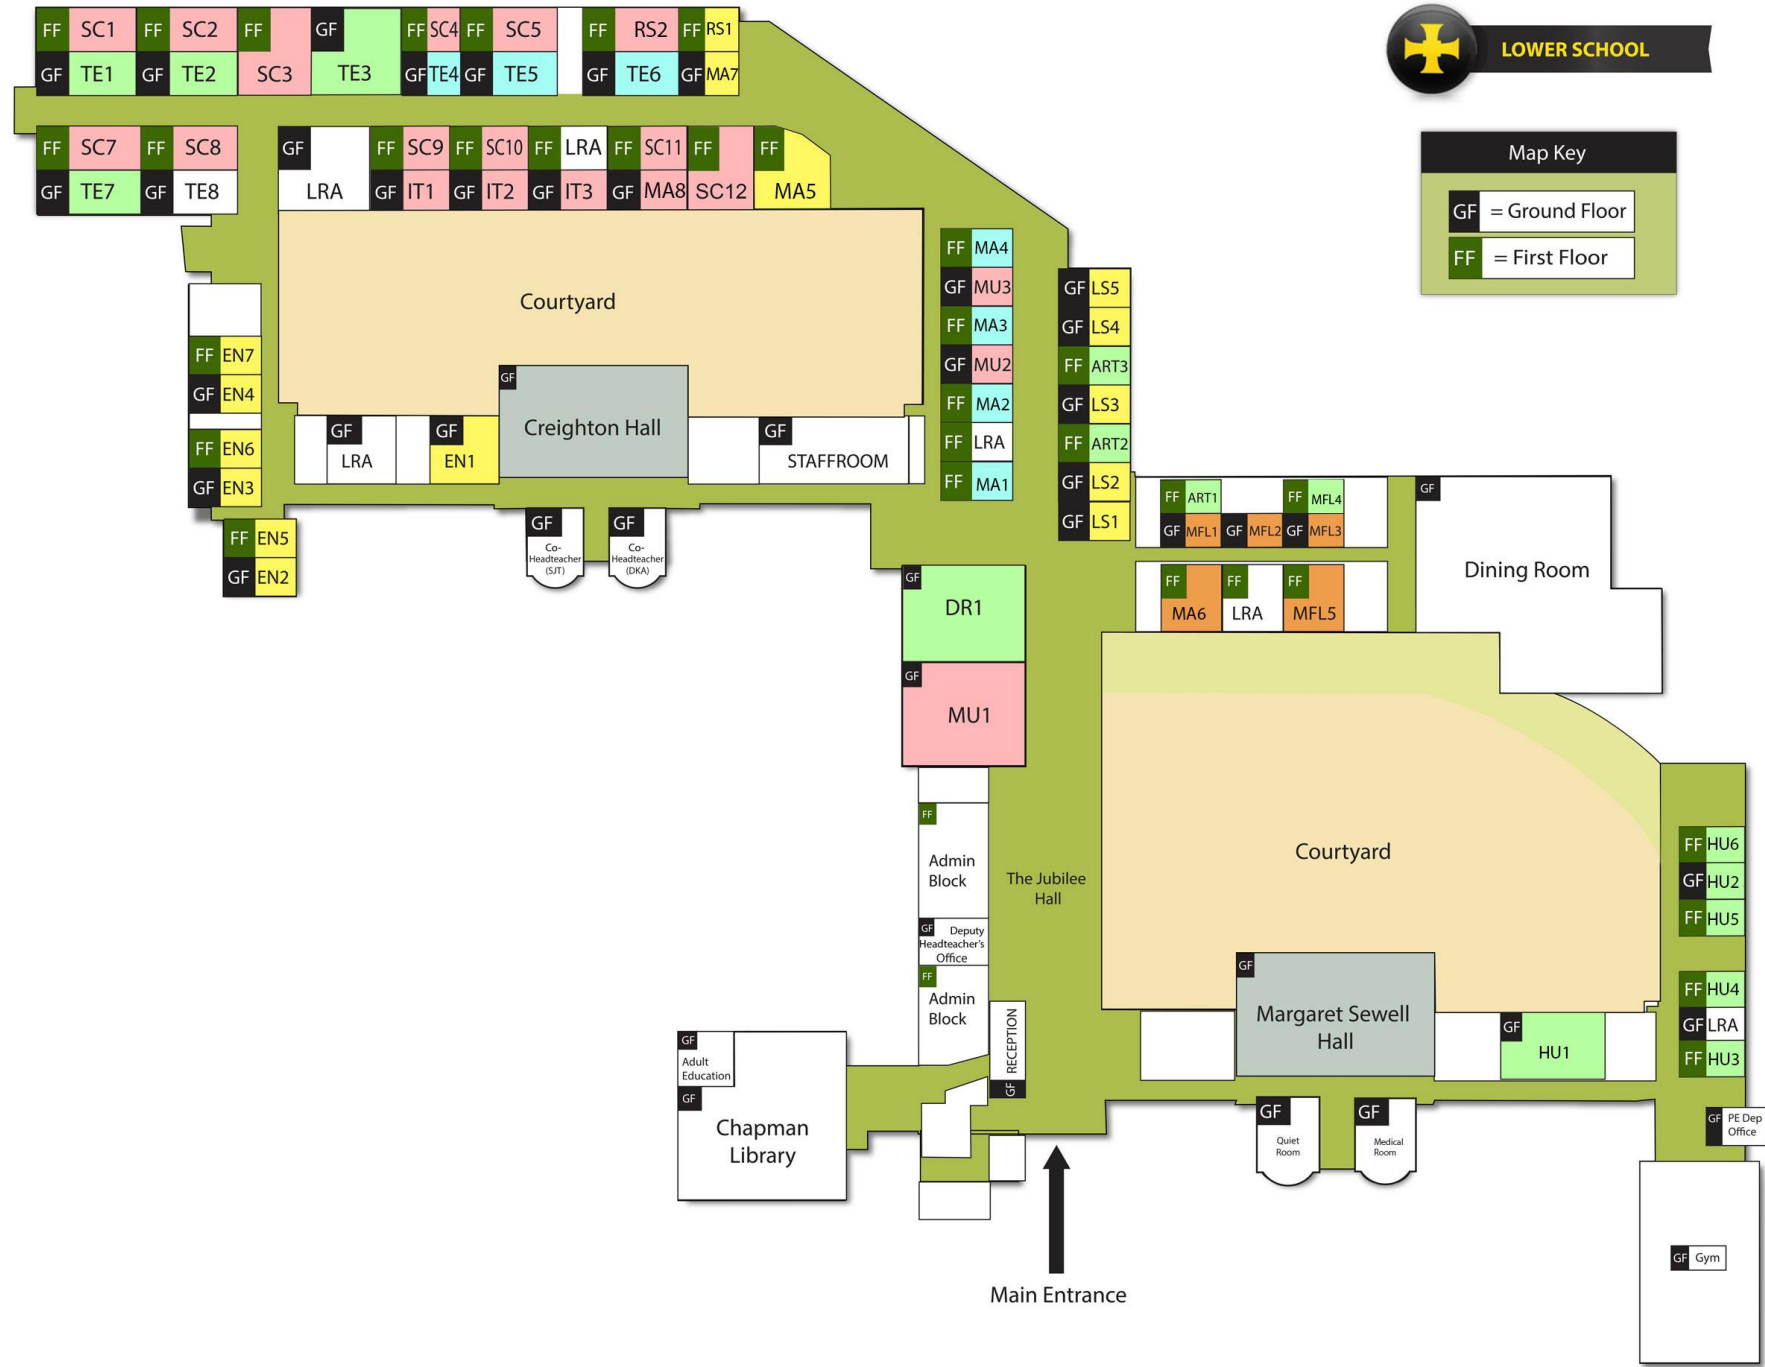 FF SC1 FF SC2 FF GF FF SC4 FF SC5 FF RS2 FF RS1
GF TE1 GF TE2 SC3 TE3 GF TE4 GF TE5 GF TE6 GF MA7
LOWER SCHOOL
Map Key
GF = Ground Floor
FF = First Floor
FF SC7 FF SC8 GF FF SC9 FF SC10 FF LRA FF SC11 FF FF
GF TE7 GF TE8 LRA GF IT1 GF IT2 GF IT3 GF MA8 SC12 MA5
FF MA4
GF MU3
FF MA3
GF MU2
FF MA2
FF LRA
FF MA1
GF LS5
GF LS4
FF ART3
GF LS3
FF ART2
GF LS2
GF LS1
Courtyard
FF EN7
GF EN4
FF EN6
GF EN3
FF EN5
GF EN2
GF
LRA
GF
EN1
GF
Creighton Hall
GF
STAFFROOM
GF
Co-
Headteacher
(SJT)
GF
Co-
Headteacher
(DKA)
FF ART1 FF MFL4
GF MFL1 GF MFL2 GF MFL3
FF FF FF
MA6 LRA MFL5
GF
Dining Room
GF
DR1
GF
MU1
FF
Admin
Block
GF Deputy
Headteacher's
Office
FF
Admin
Block
The Jubilee
Hall
RECEPTION
GF
Courtyard
FF HU6
GF HU2
FF HU5
FF HU4
GF LRA
FF HU3
GF
Margaret Sewell
Hall
GF
HU1
GF
Adult
Education
GF
Chapman
Library
GF
Quiet
Room
GF
Medical
Room
GF PE Dep
Office
GF Gym
Main Entrance